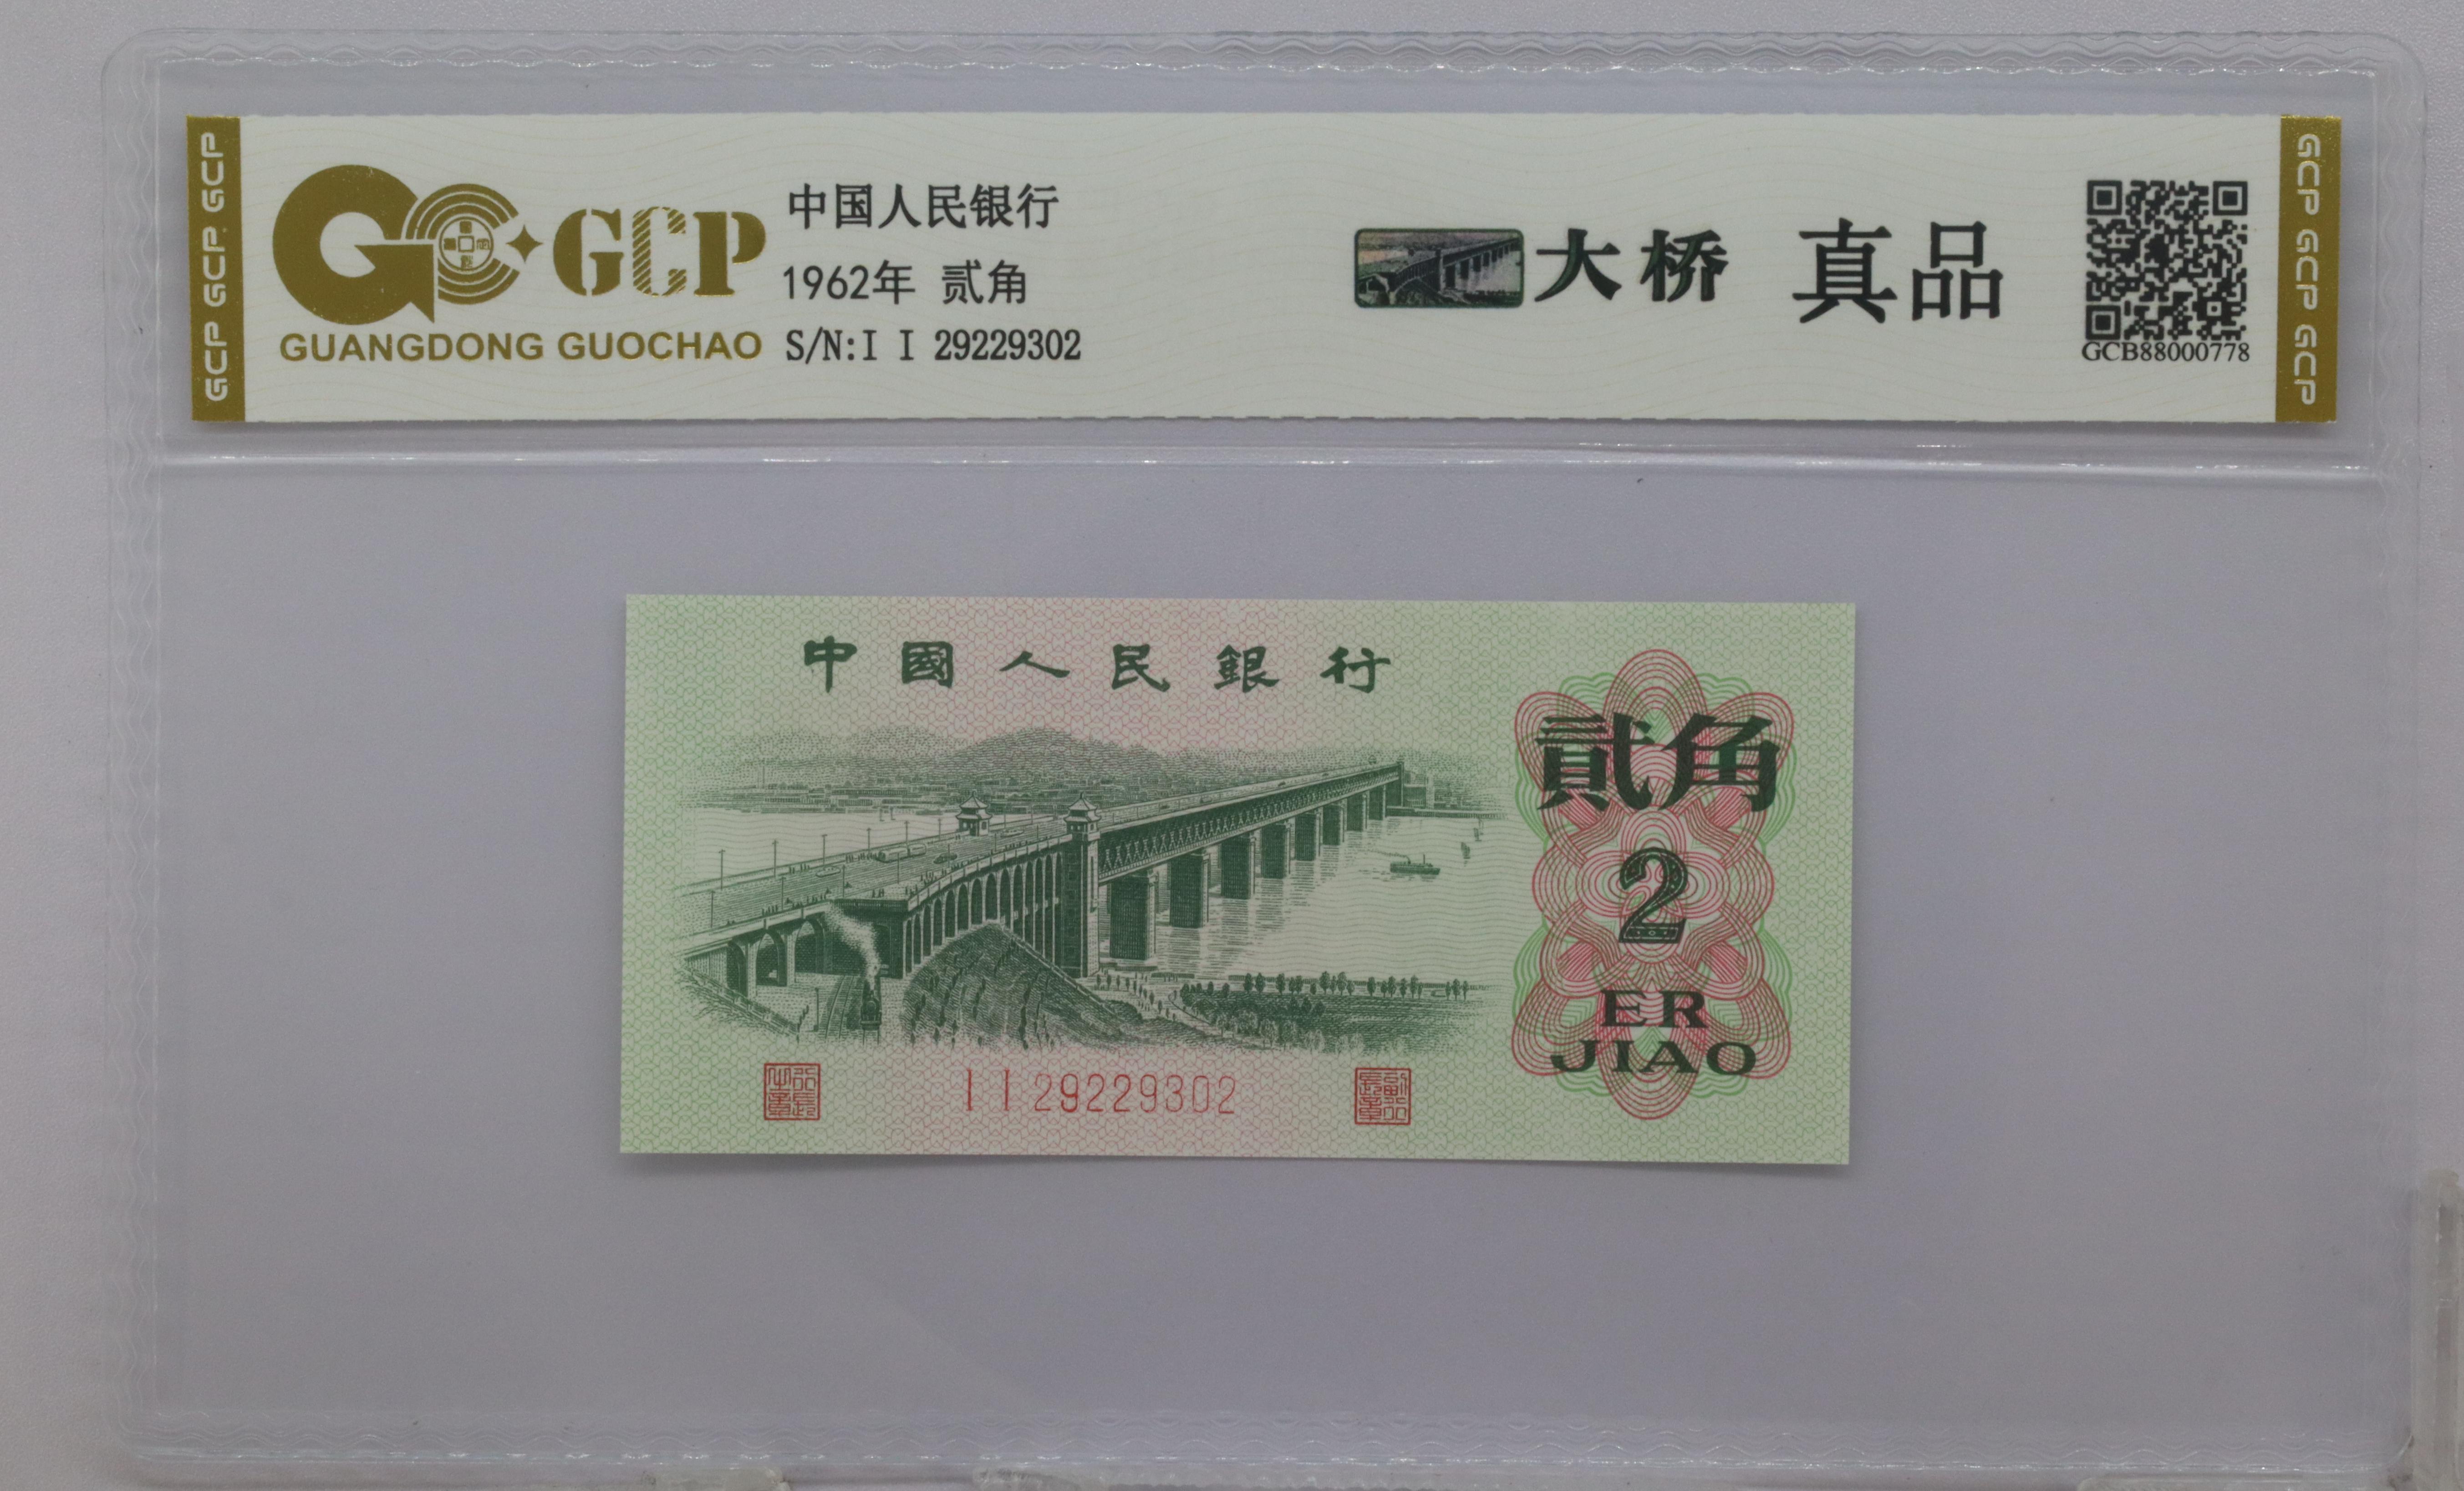 GCP GCP GCP
GCP
GUANGDONG GUOCHAO
中国人民银行
1962年 贰角
S/N:I I 29229302
大桥 真品
GCB88000778
GCP GCP GCP
中國人民銀行
貳角
2
ER
JIAO
I I 29229302